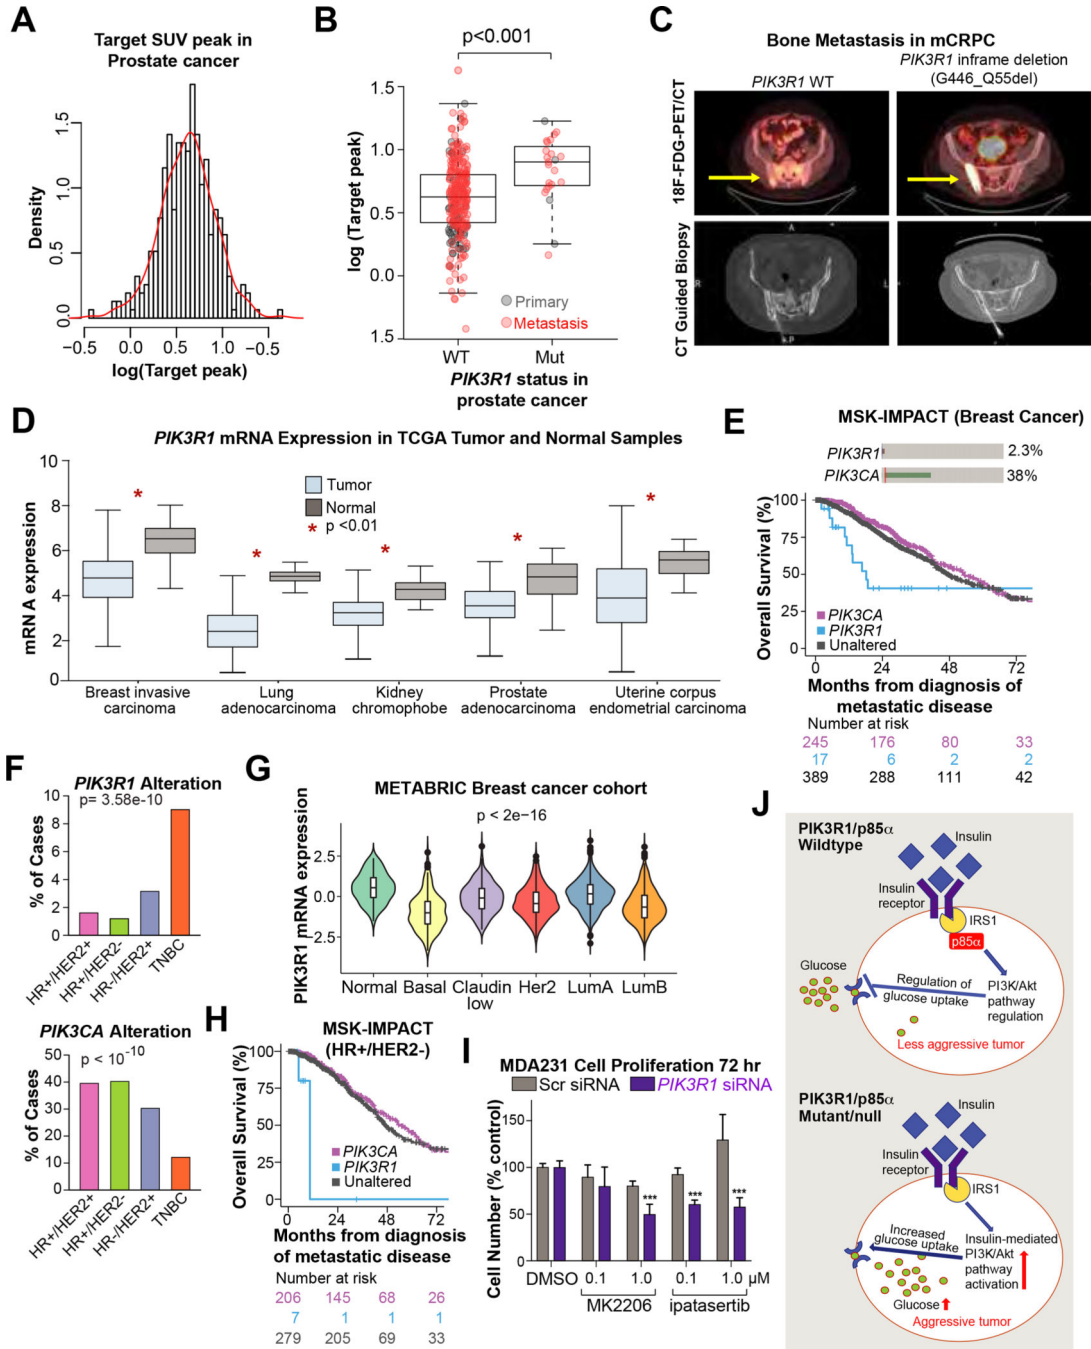 A
Target SUV peak in
Prostate cancer
Density
0.0
0.5
1.0
1.5
−0.5
0.0
0.5
1.5
−0.5
log(Target peak)
B
p<0.001
log (Target peak)
1.5
1.0
0.5
0.0
1.5
Primary
Metastasis
WT
Mut
PIK3R1 status in
prostate cancer
C
Bone Metastasis in mCRPC
PIK3R1 WT
PIK3R1 inframe deletion
(G446_Q55del)
18F-FDG-PET/CT
CT Guided Biopsy
A
R
L
D
PIK3R1 mRNA Expression in TCGA Tumor and Normal Samples
mRN A expression
10
8
6
4
2
0
Tumor
Normal
* p <0.01
*
*
*
*
*
Breast invasive
carcinoma
Lung
adenocarcinoma
Kidney
chromophobe
Prostate
adenocarcinoma
Uterine corpus
endometrial carcinoma
E
MSK-IMPACT (Breast Cancer)
PIK3R1
2.3%
PIK3CA
38%
Overall Survival (%)
100
75
50
25
0
PIK3CA
PIK3R1
Unaltered
0
24
48
72
Months from diagnosis of
metastatic disease
Number at risk
245 176 80 33
17 6 2 2
389 288 111 42
F
PIK3R1 Alteration
p= 3.58e-10
% of Cases
10
8
6
4
2
0
HR+/HER2+
HR+/HER2-
HR-/HER2+
TNBC
PIK3CA Alteration
p < 10-10
% of Cases
50
40
30
20
10
0
HR+/HER2+
HR+/HER2-
HR-/HER2+
TNBC
G
METABRIC Breast cancer cohort
p < 2e−16
PIK3R1 mRNA expression
2.5
0.0
−2.5
Normal
Basal
Claudin
low
Her2
LumA
LumB
H
MSK-IMPACT
(HR+/HER2-)
Overall Survival (%)
100
75
50
25
0
PIK3CA
PIK3R1
Unaltered
0
24
48
72
Months from diagnosis
of metastatic disease
Number at risk
206 145 68 26
7 1 1 1
279 205 69 33
I
MDA231 Cell Proliferation 72 hr
Scr siRNA
PIK3R1 siRNA
Cell Number (% control)
150
100
50
0
***
***
***
DMSO
0.1
1.0
0.1
1.0 µM
MK2206
ipatasertib
J
PIK3R1/p85α
Wildtype
Insulin
Insulin
receptor
IRS1
p85α
Glucose
Regulation of
glucose uptake
PI3K/Akt
pathway
regulation
Less aggressive tumor
PIK3R1/p85α
Mutant/null
Insulin
Insulin
receptor
IRS1
Increased
glucose uptake
Insulin-mediated
PI3K/Akt
pathway
activation
Glucose
Aggressive tumor